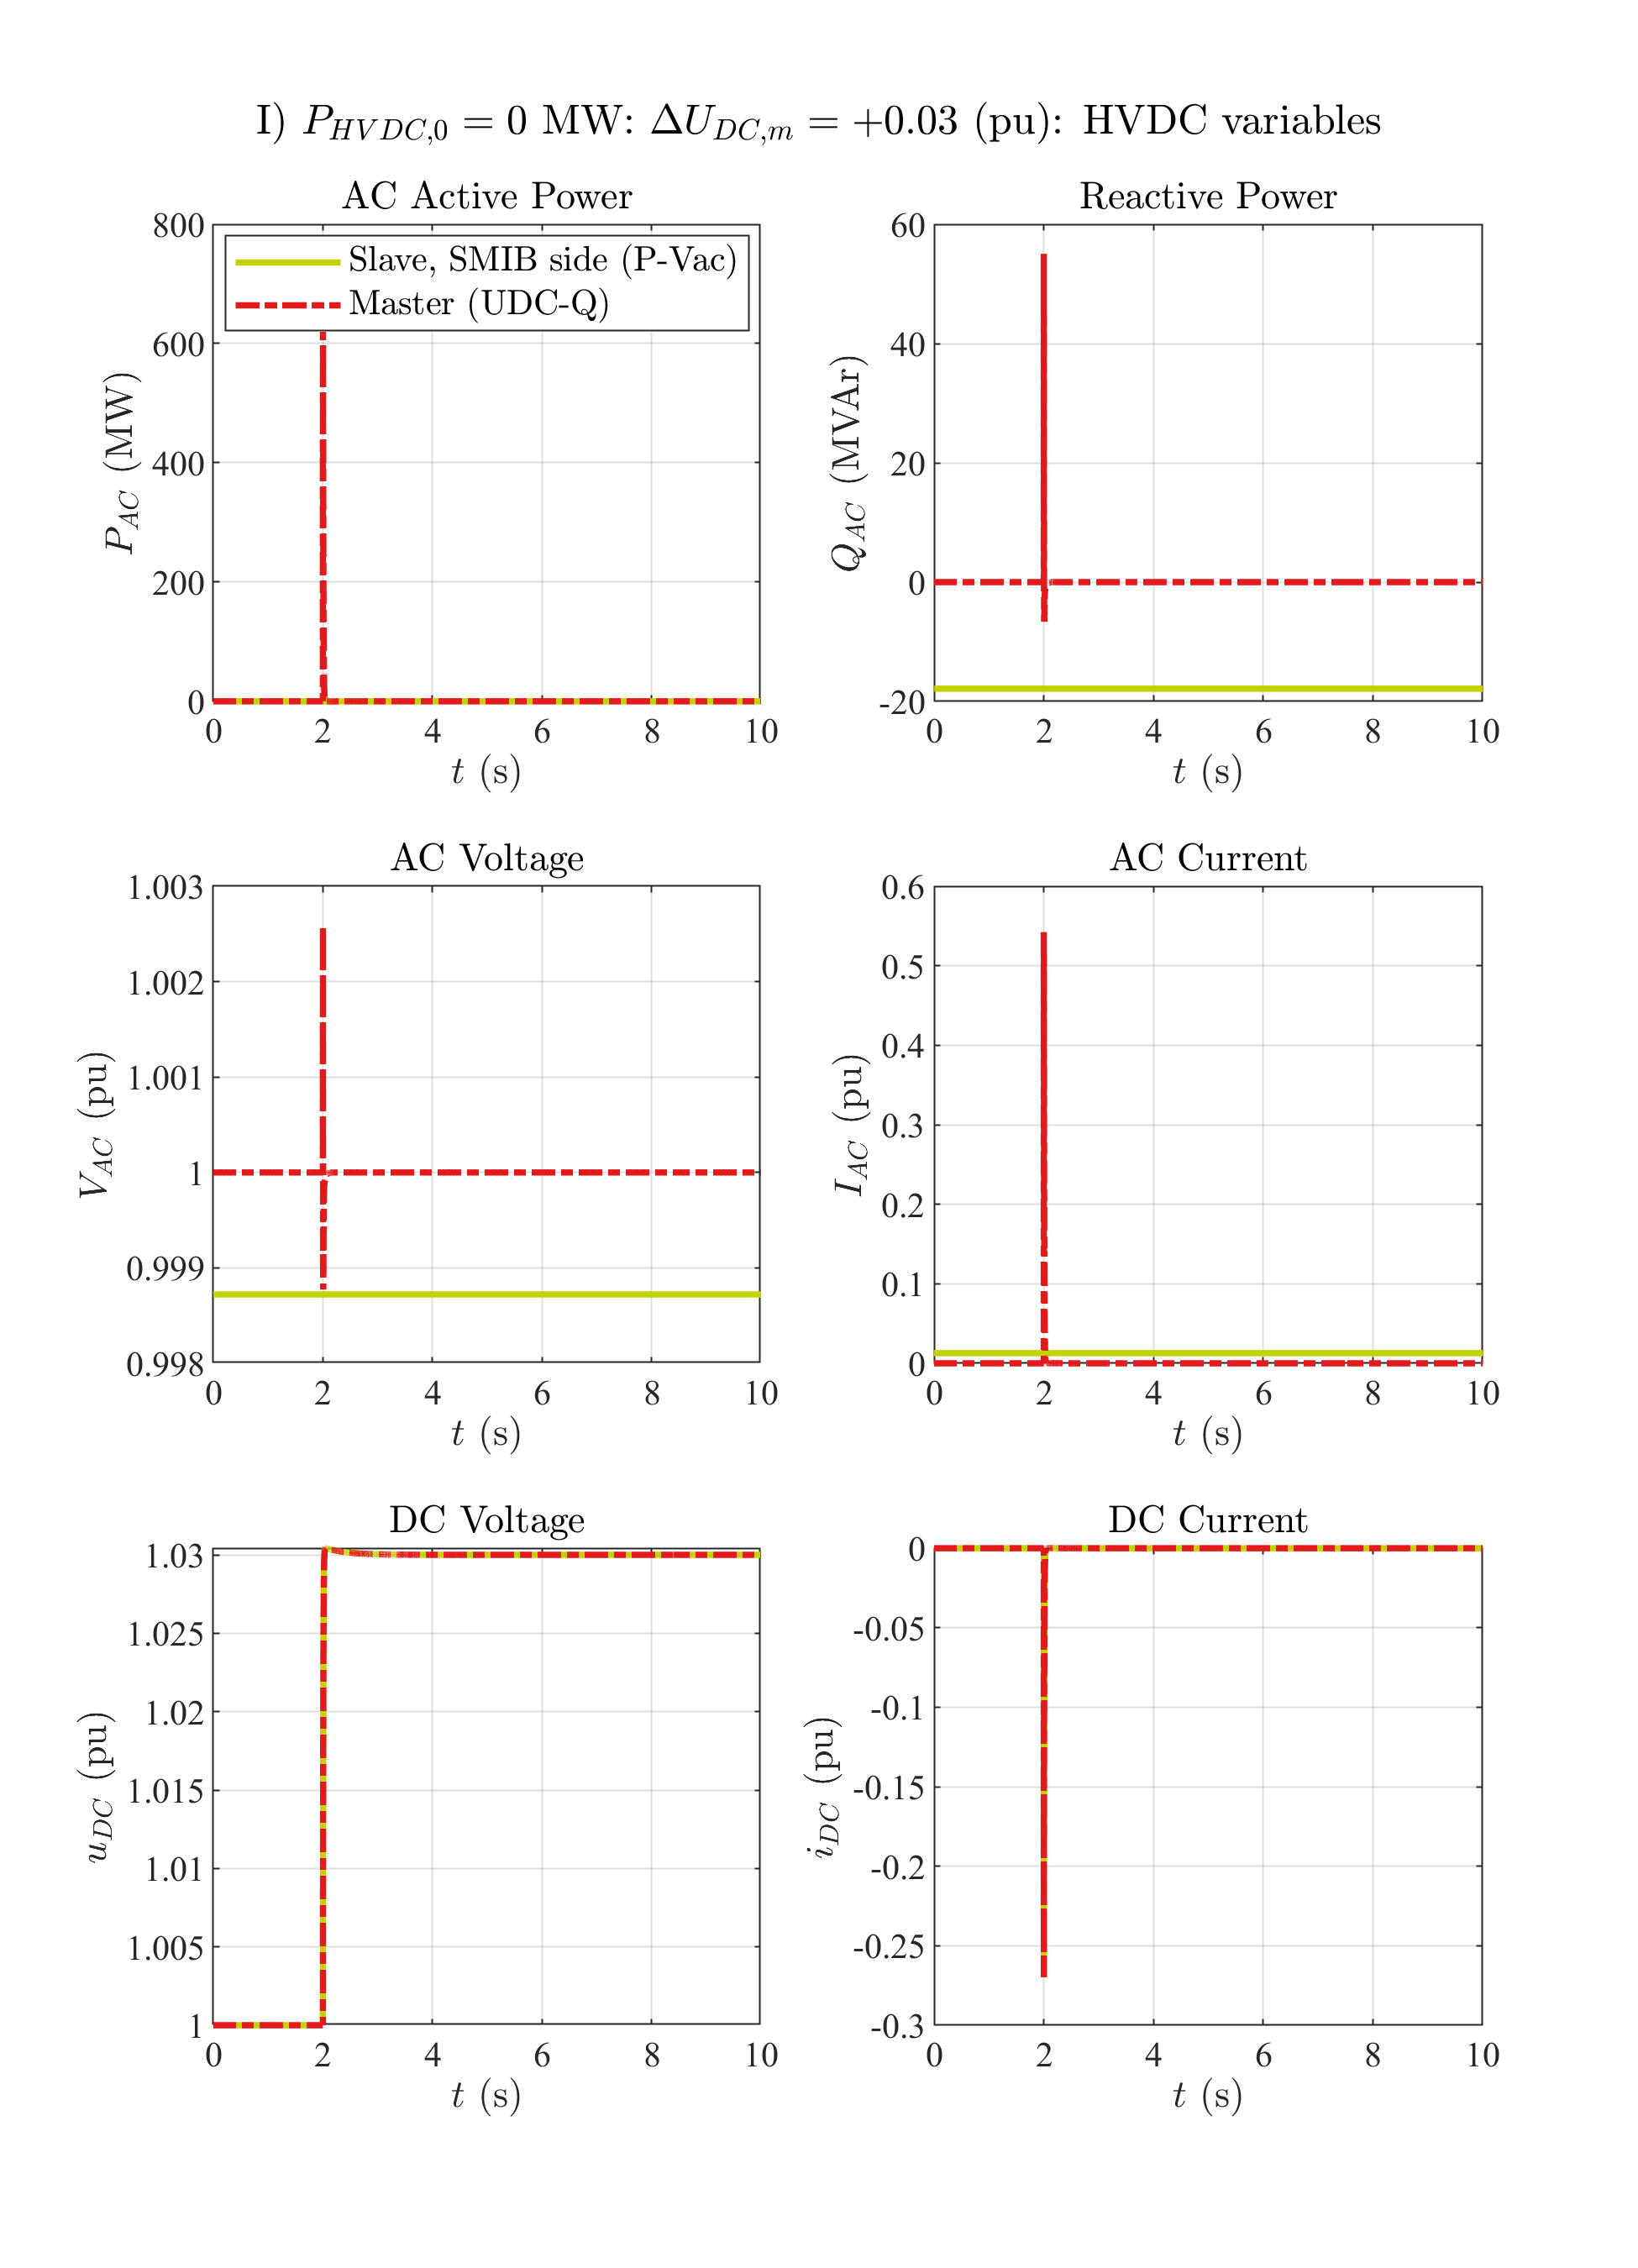 I) P_{HVDC,0} = 0 MW: ΔU_{DC,m} = +0.03 (pu): HVDC variables
AC Active Power
800
600
400
200
0
P_{AC} (MW)
Slave, SMIB side (P-Vac)
Master (UDC-Q)
0 2 4 6 8 10
t (s)
Reactive Power
60
40
20
0
-20
Q_{AC} (MVAr)
0 2 4 6 8 10
t (s)
AC Voltage
1.003
1.002
1.001
1
0.999
0.998
V_{AC} (pu)
0 2 4 6 8 10
t (s)
AC Current
0.6
0.5
0.4
0.3
0.2
0.1
0
I_{AC} (pu)
0 2 4 6 8 10
t (s)
DC Voltage
1.03
1.025
1.02
1.015
1.01
1.005
1
u_{DC} (pu)
0 2 4 6 8 10
t (s)
DC Current
0
-0.05
-0.1
-0.15
-0.2
-0.25
-0.3
i_{DC} (pu)
0 2 4 6 8 10
t (s)